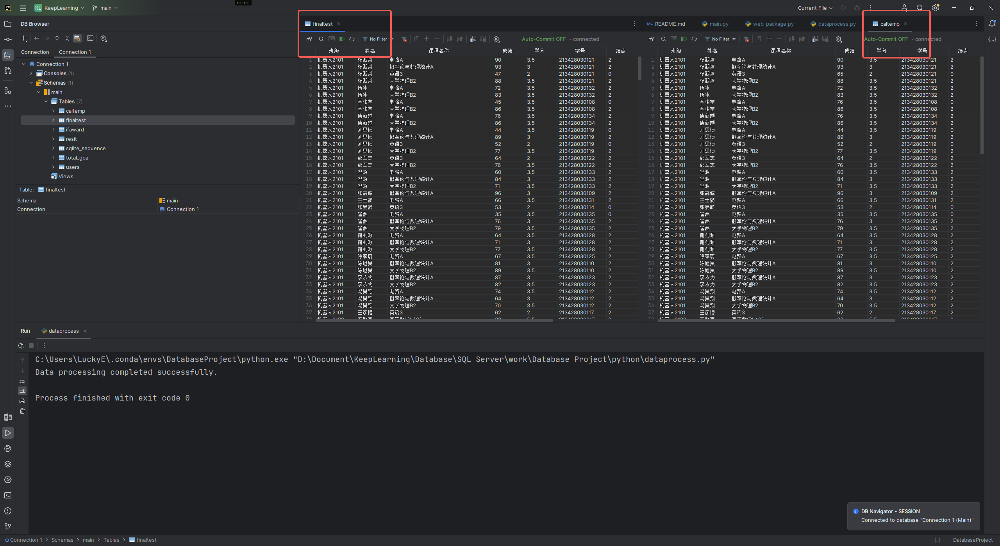 PC KL KeepLearning main Current File
DB Browser
Connection Connection 1
Connection 1
Consoles (1)
Schemas (1)
main
Tables (7)
caltemp
finaltest
ifaward
resit
sqlite_sequence
total_gpa
users
Views
Table: finaltest
Schema main
Connection Connection 1
finaltest
No Filter Auto-Commit OFF - connected
班级 姓名 课程名称 成绩 学分 学号 绩点
1 机器人2101 杨熙哲 电路A 90 3.5 213428030121 2
2 机器人2101 杨熙哲 概率论与数理统计A 93 3 213428030121 2
3 机器人2101 杨熙哲 英语3 47 2 213428030121 0
4 机器人2101 杨熙哲 大学物理B2 88 3.5 213428030121 2
5 机器人2101 伍冰 电路A 72 3.5 213428030132 2
6 机器人2101 伍冰 大学物理B2 83 3.5 213428030132 2
7 机器人2101 李彬宇 电路A 45 3.5 213428030108 0
8 机器人2101 李彬宇 大学物理B2 86 3.5 213428030108 2
9 机器人2101 唐新越 电路A 76 3.5 213428030134 2
10 机器人2101 唐新越 大学物理B2 86 3.5 213428030134 2
11 机器人2101 刘思博 电路A 44 3.5 213428030119 0
12 机器人2101 刘思博 概率论与数理统计A 89 3 213428030119 2
13 机器人2101 刘思博 英语3 52 2 213428030119 0
14 机器人2101 刘思博 大学物理B2 77 3.5 213428030119 2
15 机器人2101 郭军志 英语3 64 2 213428030122 2
16 机器人2101 郭军志 大学物理B2 76 3.5 213428030122 2
17 机器人2101 冯源 电路A 60 3.5 213428030133 2
18 机器人2101 冯源 概率论与数理统计A 84 3 213428030133 2
19 机器人2101 冯源 大学物理B2 71 3.5 213428030133 2
20 机器人2101 张嘉诚 概率论与数理统计A 96 3 213428030109 2
21 机器人2101 王士懿 电路A 66 3.5 213428030131 2
22 机器人2101 张晏毓 英语3 53 2 213428030114 0
23 机器人2101 崔磊 电路A 35 3.5 213428030135 0
24 机器人2101 崔磊 概率论与数理统计A 76 3 213428030135 2
25 机器人2101 崔磊 大学物理B2 79 3.5 213428030135 2
26 机器人2101 谢刘源 电路A 64 3.5 213428030128 2
27 机器人2101 谢刘源 概率论与数理统计A 71 3 213428030128 2
28 机器人2101 谢刘源 大学物理B2 77 3.5 213428030128 2
29 机器人2101 徐家蔚 电路A 67 3.5 213428030125 2
30 机器人2101 陈旭昊 概率论与数理统计A 81 3 213428030110 2
31 机器人2101 陈旭昊 大学物理B2 89 3.5 213428030110 2
32 机器人2101 李永为 概率论与数理统计A 87 3 213428030123 2
33 机器人2101 李永为 大学物理B2 82 3.5 213428030123 2
34 机器人2101 冯昊翔 电路A 74 3.5 213428030112 2
35 机器人2101 冯昊翔 概率论与数理统计A 64 3 213428030112 2
36 机器人2101 冯昊翔 大学物理B2 70 3.5 213428030112 2
37 机器人2101 王彦博 英语3 62 2 213428030117 2
README.md main.py web_package.py dataprocess.py caltemp
No Filter Auto-Commit OFF - connected
班级 姓名 课程名称 成绩 学分 学号 绩点
1 机器人2101 杨熙哲 电路A 90 3.5 213428030121 2
2 机器人2101 杨熙哲 概率论与数理统计A 93 3 213428030121 2
3 机器人2101 杨熙哲 英语3 65 2 213428030121 0
4 机器人2101 杨熙哲 大学物理B2 88 3.5 213428030121 2
5 机器人2101 伍冰 电路A 72 3.5 213428030132 2
6 机器人2101 伍冰 大学物理B2 83 3.5 213428030132 2
7 机器人2101 李彬宇 电路A 76 3.5 213428030108 0
8 机器人2101 李彬宇 大学物理B2 86 3.5 213428030108 2
9 机器人2101 唐新越 电路A 76 3.5 213428030134 2
10 机器人2101 唐新越 大学物理B2 86 3.5 213428030134 2
11 机器人2101 刘思博 电路A 44 3.5 213428030119 0
12 机器人2101 刘思博 概率论与数理统计A 89 3 213428030119 2
13 机器人2101 刘思博 英语3 52 2 213428030119 0
14 机器人2101 刘思博 大学物理B2 77 3.5 213428030119 2
15 机器人2101 郭军志 英语3 64 2 213428030122 2
16 机器人2101 郭军志 大学物理B2 76 3.5 213428030122 2
17 机器人2101 冯源 电路A 60 3.5 213428030133 2
18 机器人2101 冯源 概率论与数理统计A 84 3 213428030133 2
19 机器人2101 冯源 大学物理B2 71 3.5 213428030133 2
20 机器人2101 张嘉诚 概率论与数理统计A 96 3 213428030109 2
21 机器人2101 王士懿 电路A 66 3.5 213428030131 2
22 机器人2101 张晏毓 英语3 53 2 213428030114 0
23 机器人2101 崔磊 电路A 35 3.5 213428030135 0
24 机器人2101 崔磊 概率论与数理统计A 76 3 213428030135 2
25 机器人2101 崔磊 大学物理B2 79 3.5 213428030135 2
26 机器人2101 谢刘源 电路A 64 3.5 213428030128 2
27 机器人2101 谢刘源 概率论与数理统计A 71 3 213428030128 2
28 机器人2101 谢刘源 大学物理B2 77 3.5 213428030128 2
29 机器人2101 徐家蔚 电路A 67 3.5 213428030125 2
30 机器人2101 陈旭昊 概率论与数理统计A 81 3 213428030110 2
31 机器人2101 陈旭昊 大学物理B2 89 3.5 213428030110 2
32 机器人2101 李永为 概率论与数理统计A 87 3 213428030123 2
33 机器人2101 李永为 大学物理B2 82 3.5 213428030123 2
34 机器人2101 冯昊翔 电路A 74 3.5 213428030112 2
35 机器人2101 冯昊翔 概率论与数理统计A 64 3 213428030112 2
36 机器人2101 冯昊翔 大学物理B2 70 3.5 213428030112 2
37 机器人2101 王彦博 英语3 62 2 213428030117 2
Run dataprocess
C:\Users\LuckyE\.conda\envs\DatabaseProject\python.exe "D:\Document\KeepLearning\Database\SQL Server\work\Database Project\python\dataprocess.py"
Data processing completed successfully.
Process finished with exit code 0
DB Navigator - SESSION
Connected to database "Connection 1 (Main)"
Connection 1 > Schemas > main > Tables > finaltest {..} DatabaseProject